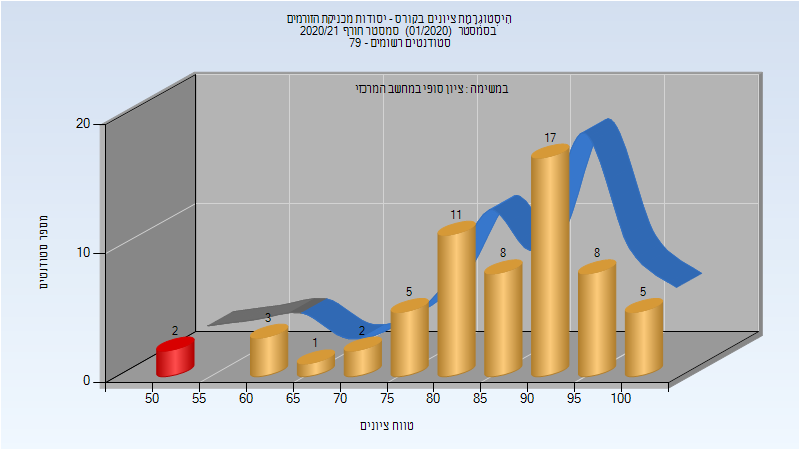 היסטוגרמת ציונים בקורס - יסודות מכניקת הזורמים
בסמסטר (01/2020) סמסטר חורף 2020/21
סטודנטים רשומים - 79
במשימה : ציון סופי במחשב המרכזי
מספר סטודנטים
20
10
0
2
3
1
2
5
11
8
17
8
5
50 55 60 65 70 75 80 85 90 95 100
טווח ציונים